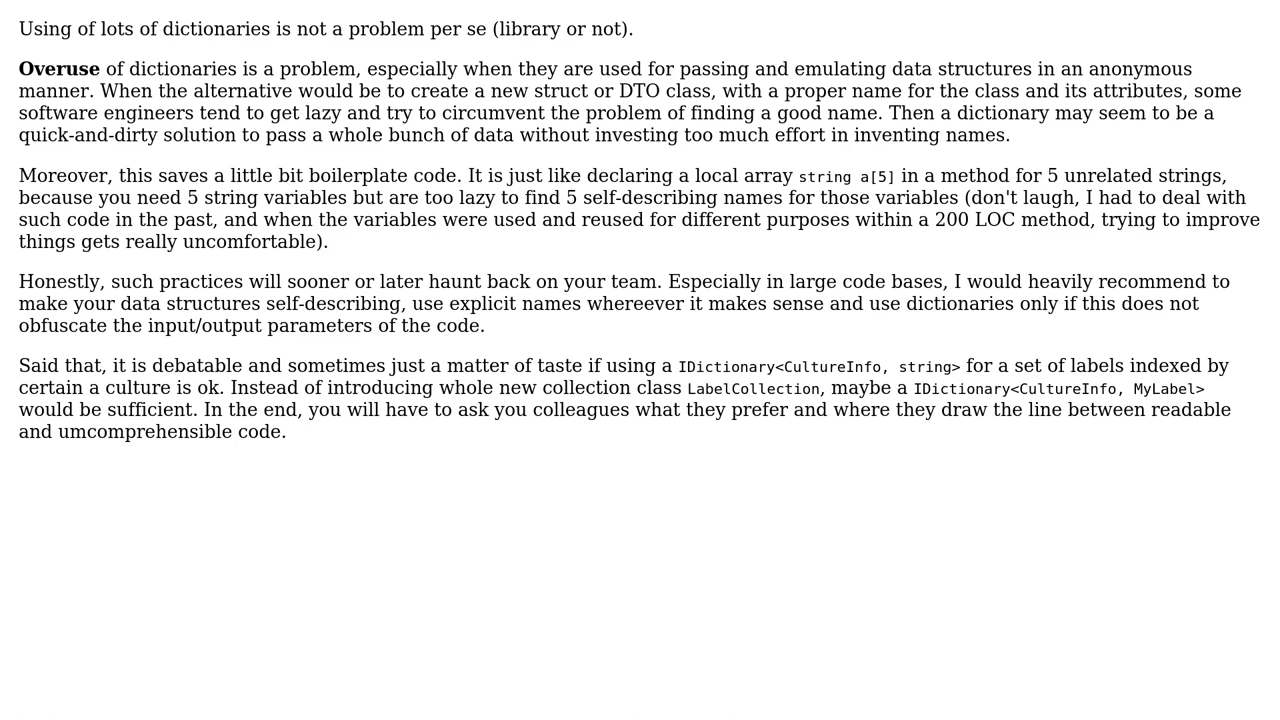 Using of lots of dictionaries is not a problem per se (library or not).
Overuse of dictionaries is a problem, especially when they are used for passing and emulating data structures in an anonymous
manner. When the alternative would be to create a new struct or DTO class, with a proper name for the class and its attributes, some
software engineers tend to get lazy and try to circumvent the problem of finding a good name. Then a dictionary may seem to be a
quick-and-dirty solution to pass a whole bunch of data without investing too much effort in inventing names.
Moreover, this saves a little bit boilerplate code. It is just like declaring a local array string a[5] in a method for 5 unrelated strings,
because you need 5 string variables but are too lazy to find 5 self-describing names for those variables (don't laugh, I had to deal with
such code in the past, and when the variables were used and reused for different purposes within a 200 LOC method, trying to improve
things gets really uncomfortable).
Honestly, such practices will sooner or later haunt back on your team. Especially in large code bases, I would heavily recommend to
make your data structures self-describing, use explicit names whereever it makes sense and use dictionaries only if this does not
obfuscate the input/output parameters of the code.
Said that, it is debatable and sometimes just a matter of taste if using a IDictionary<CultureInfo, string> for a set of labels indexed by
certain a culture is ok. Instead of introducing whole new collection class LabelCollection, maybe a IDictionary<CultureInfo, MyLabel>
would be sufficient. In the end, you will have to ask you colleagues what they prefer and where they draw the line between readable
and umcomprehensible code.